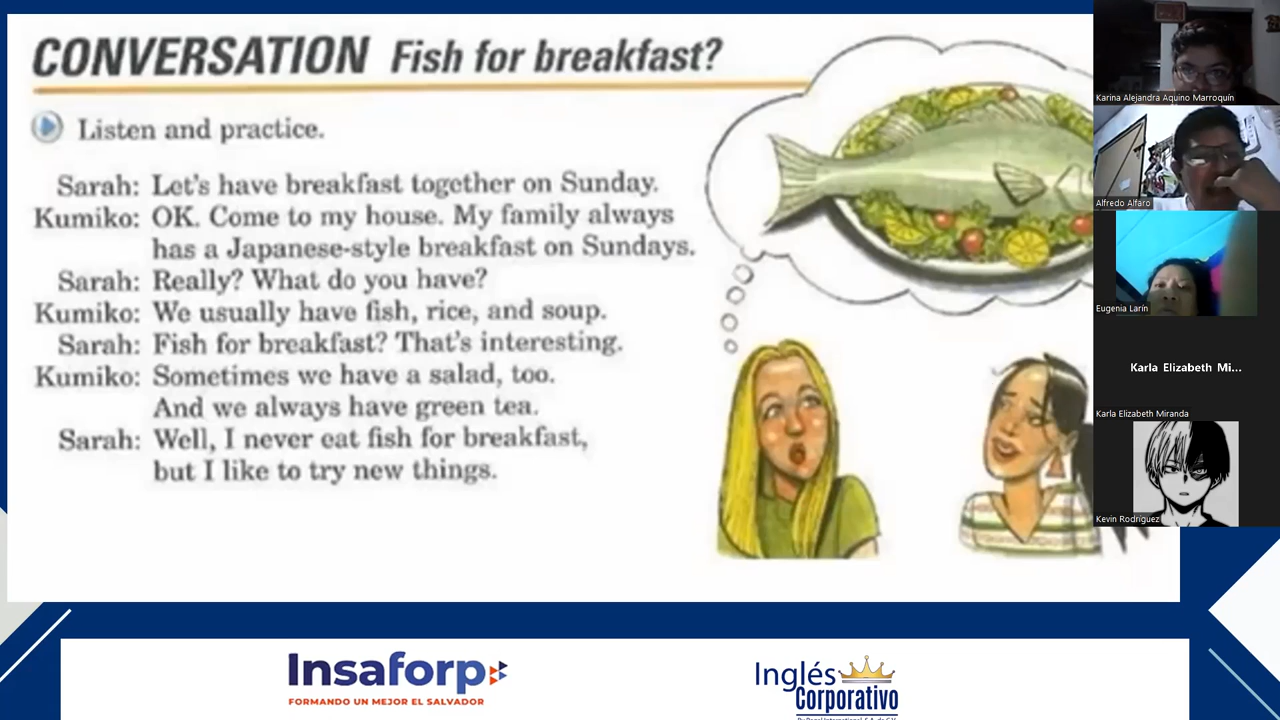 CONVERSATION Fish for breakfast?
Listen and practice.
Sarah: Let's have breakfast together on Sunday.
Kumiko: OK. Come to my house. My family always
has a Japanese-style breakfast on Sundays.
Sarah: Really? What do you have?
Kumiko: We usually have fish, rice, and soup.
Sarah: Fish for breakfast? That's interesting.
Kumiko: Sometimes we have a salad, too.
And we always have green tea.
Sarah: Well, I never eat fish for breakfast,
but I like to try new things.
Karina Alejandra Aquino Marroquín
Alfredo Alfaro
Eugenia Larín
Karla Elizabeth Mi...
Karla Elizabeth Miranda
Kevin Rodríguez
Insaforp
FORMANDO UN MEJOR EL SALVADOR
Inglés
Corporativo